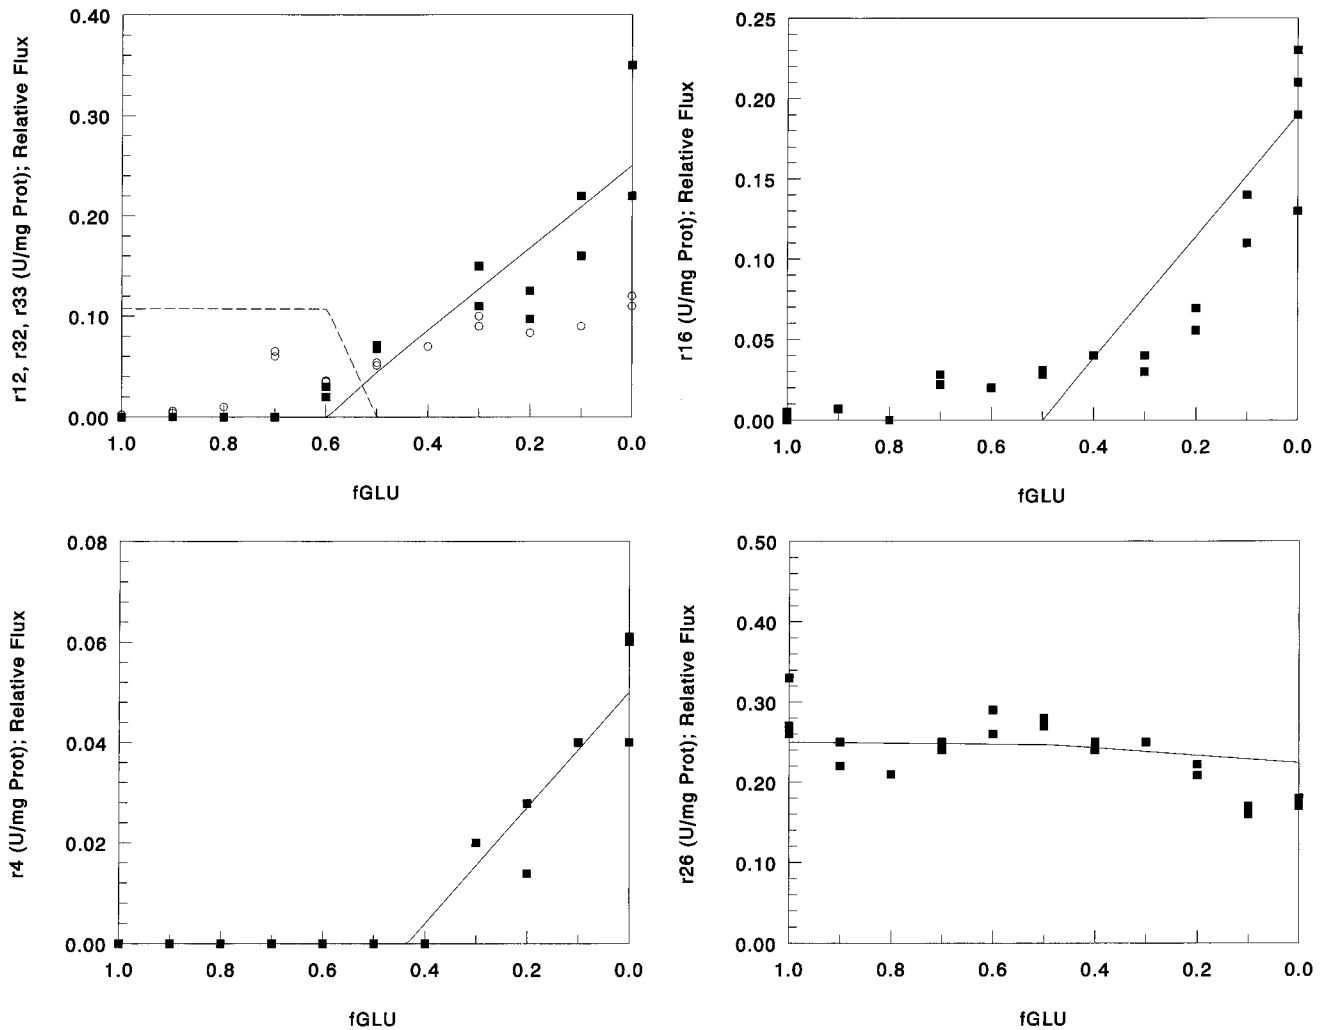 r12, r32, r33 (U/mg Prot); Relative Flux
0.40
0.30
0.20
0.10
0.00
1.0 0.8 0.6 0.4 0.2 0.0
fGLU
r16 (U/mg Prot); Relative Flux
0.25
0.20
0.15
0.10
0.05
0.00
1.0 0.8 0.6 0.4 0.2 0.0
fGLU
r4 (U/mg Prot); Relative Flux
0.08
0.06
0.04
0.02
0.00
1.0 0.8 0.6 0.4 0.2 0.0
fGLU
r26 (U/mg Prot); Relative Flux
0.50
0.40
0.30
0.20
0.10
0.00
1.0 0.8 0.6 0.4 0.2 0.0
fGLU